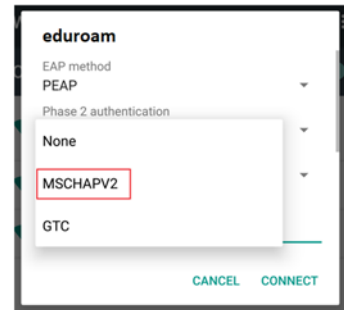 eduroam
EAP method
PEAP
Phase 2 authentication
None
MSCHAPV2
GTC
CANCEL CONNECT